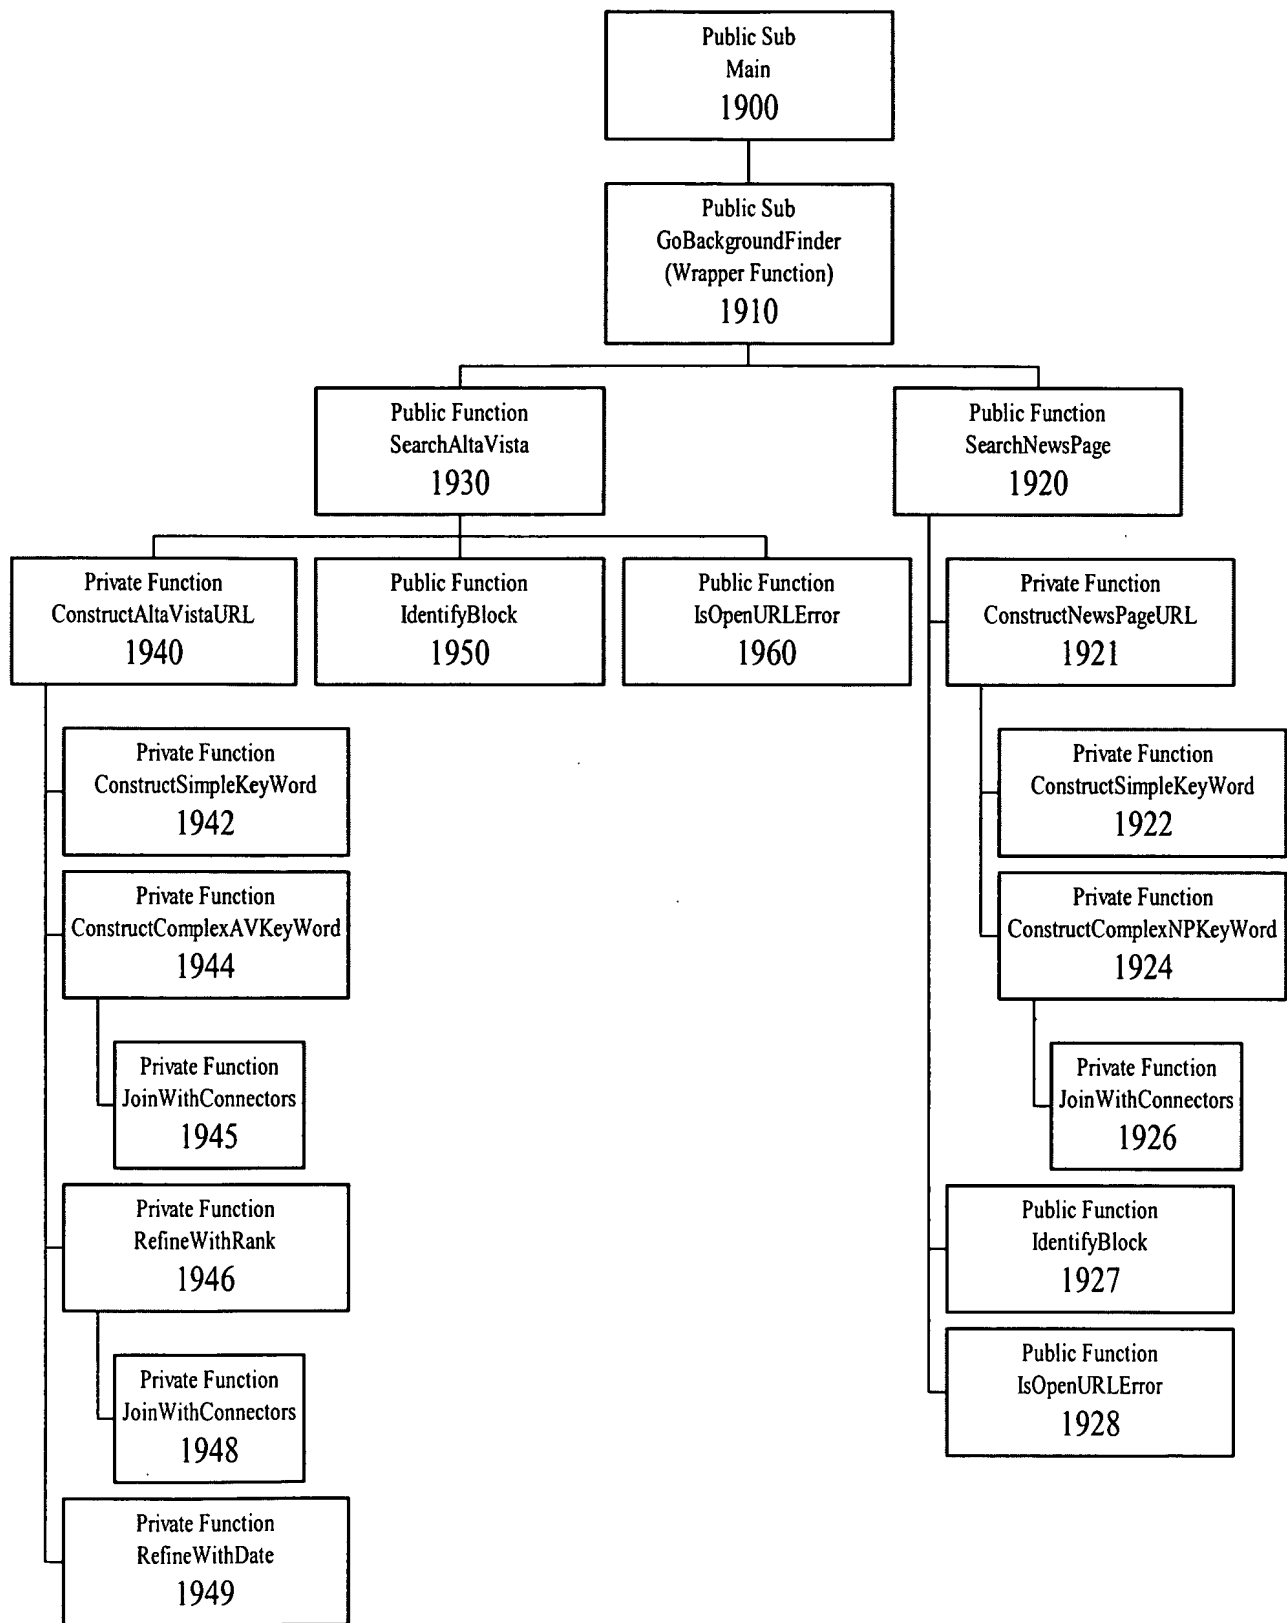 Public Sub
Main
1900
Public Sub
GoBackgroundFinder
(Wrapper Function)
1910
Public Function
SearchAltaVista
1930
Public Function
SearchNewsPage
1920
Private Function
ConstructAltaVistaURL
1940
Public Function
IdentifyBlock
1950
Public Function
IsOpenURLError
1960
Private Function
ConstructNewsPageURL
1921
Private Function
ConstructSimpleKeyWord
1942
Private Function
ConstructSimpleKeyWord
1922
Private Function
ConstructComplexAVKeyWord
1944
Private Function
ConstructComplexNPKeyWord
1924
Private Function
JoinWithConnectors
1945
Private Function
JoinWithConnectors
1926
Private Function
RefineWithRank
1946
Public Function
IdentifyBlock
1927
Private Function
JoinWithConnectors
1948
Public Function
IsOpenURLError
1928
Private Function
RefineWithDate
1949